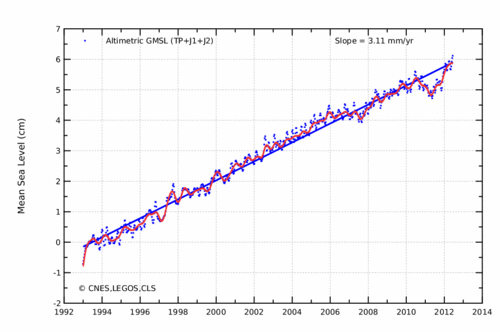 7
Altimetric GMSL (TP+J1+J2)
Slope = 3.11 mm/yr
6
5
4
3
2
1
0
-1
-2
Mean Sea Level (cm)
© CNES,LEGOS,CLS
1992 1994 1996 1998 2000 2002 2004 2006 2008 2010 2012 2014